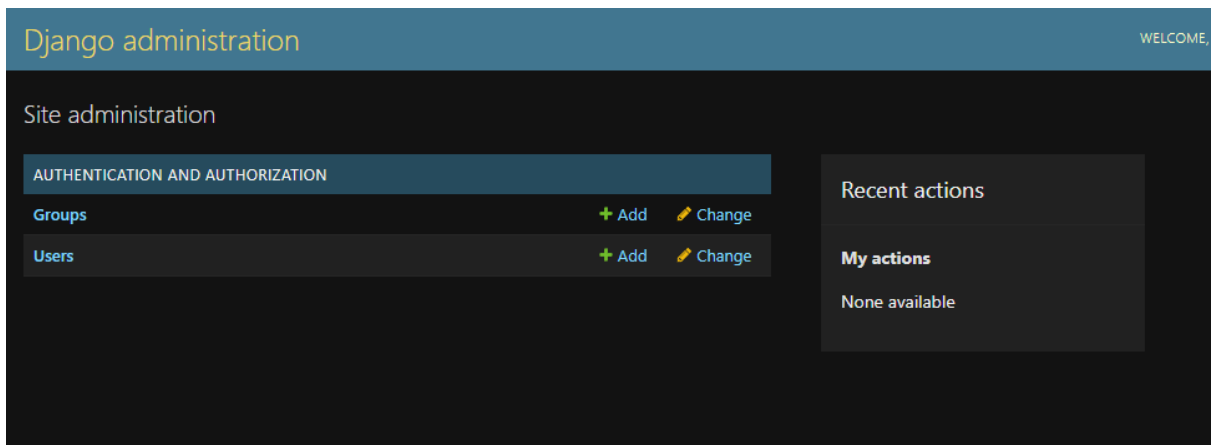 Django administration
WELCOME,
Site administration
AUTHENTICATION AND AUTHORIZATION
Groups Add Change
Users Add Change
Recent actions
My actions
None available